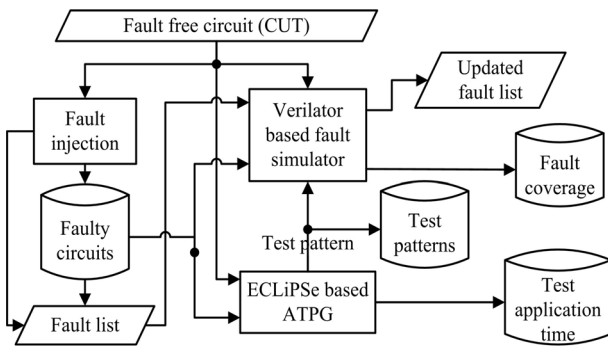 Fault free circuit (CUT)
Updated
fault list
Fault
injection
Verilator
based fault
simulator
Fault
coverage
Faulty
circuits
Test
patterns
Test pattern
ECLiPSe based
ATPG
Test
application
time
Fault list